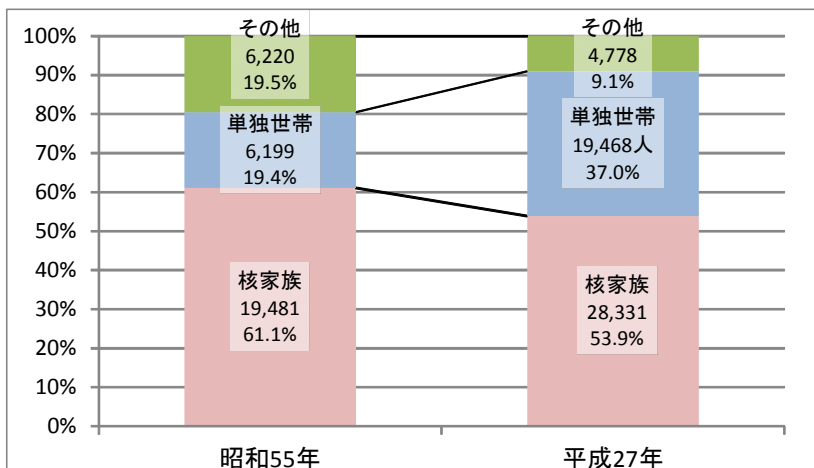 100%
90%
80%
70%
60%
50%
40%
30%
20%
10%
0%
その他
6,220
19.5%
単独世帯
6,199
19.4%
核家族
19,481
61.1%
その他
4,778
9.1%
単独世帯
19,468人
37.0%
核家族
28,331
53.9%
昭和55年
平成27年